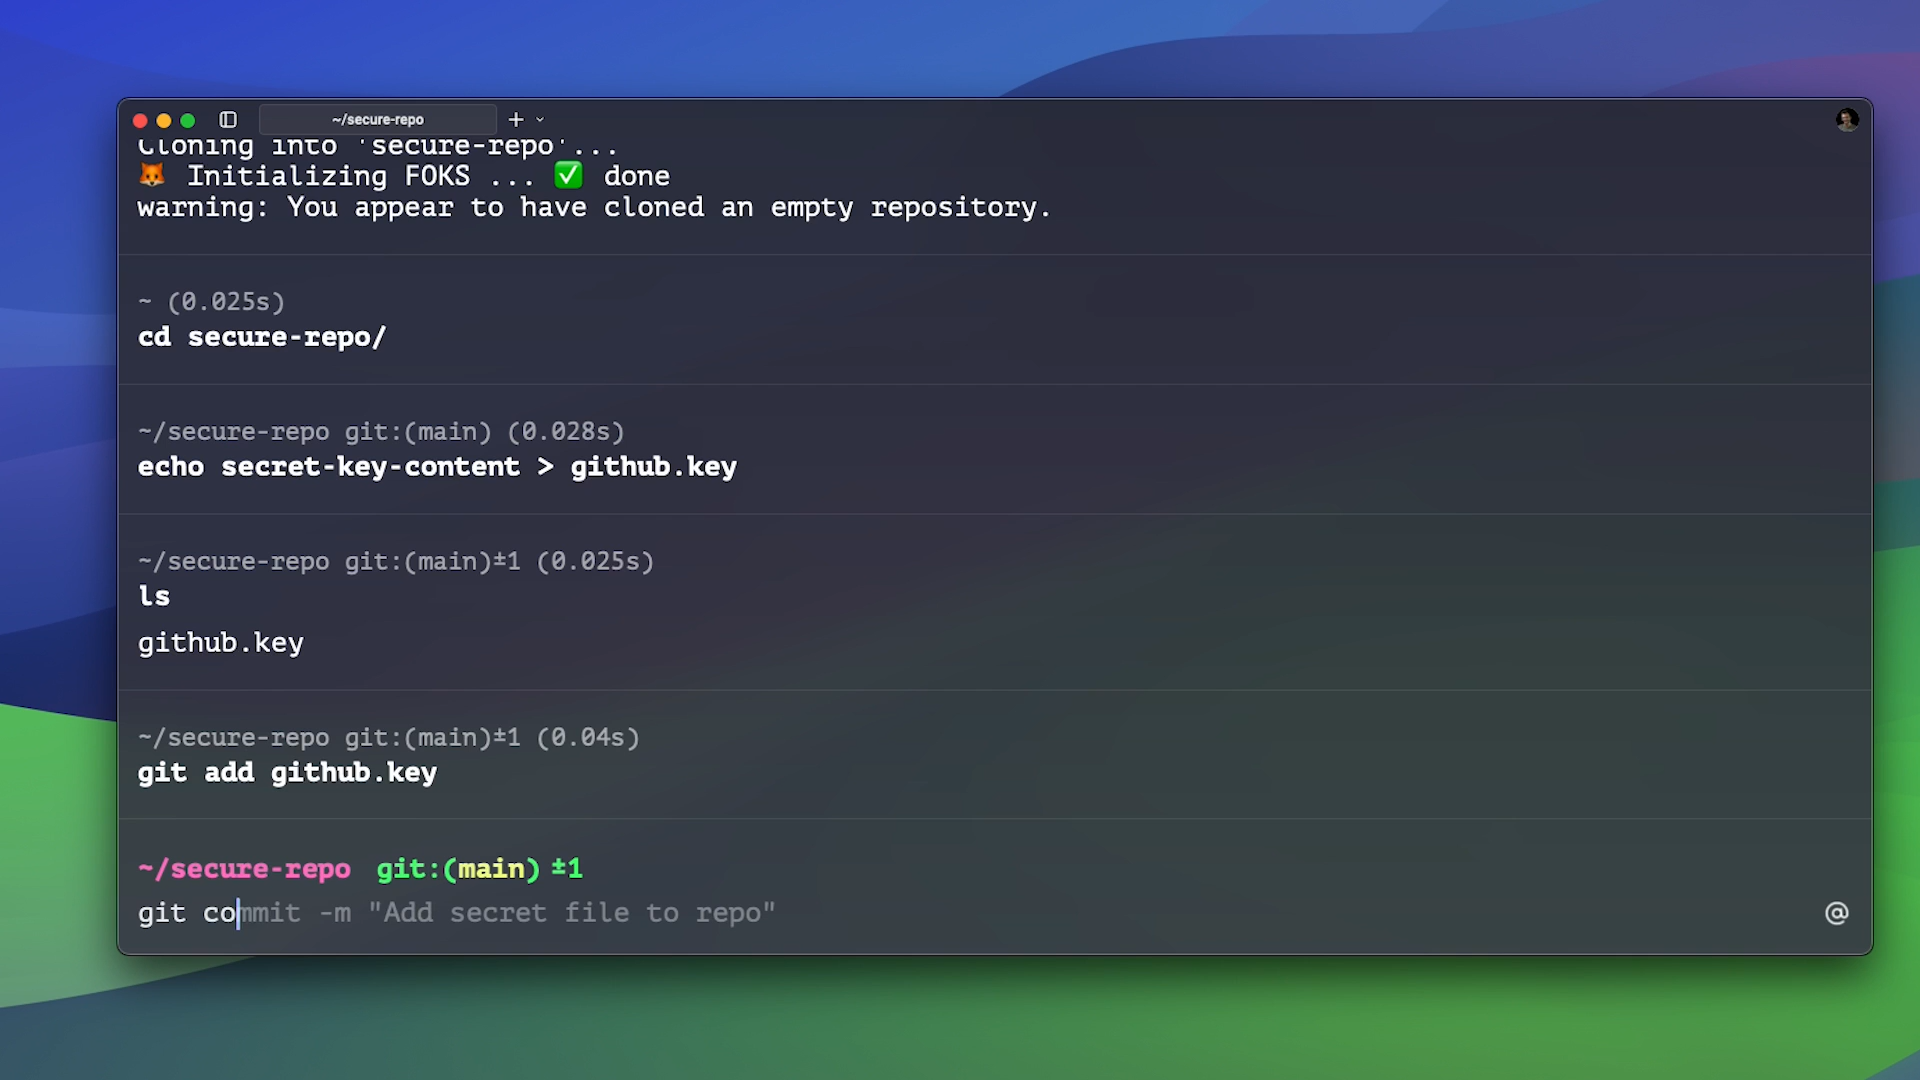 ~/secure-repo
Cloning into 'secure-repo'...
🦊 Initializing FOKS ... ✅ done
warning: You appear to have cloned an empty repository.
~ (0.025s)
cd secure-repo/
~/secure-repo git:(main) (0.028s)
echo secret-key-content > github.key
~/secure-repo git:(main)±1 (0.025s)
ls
github.key
~/secure-repo git:(main)±1 (0.04s)
git add github.key
~/secure-repo git:(main) ±1
git commit -m "Add secret file to repo"
@